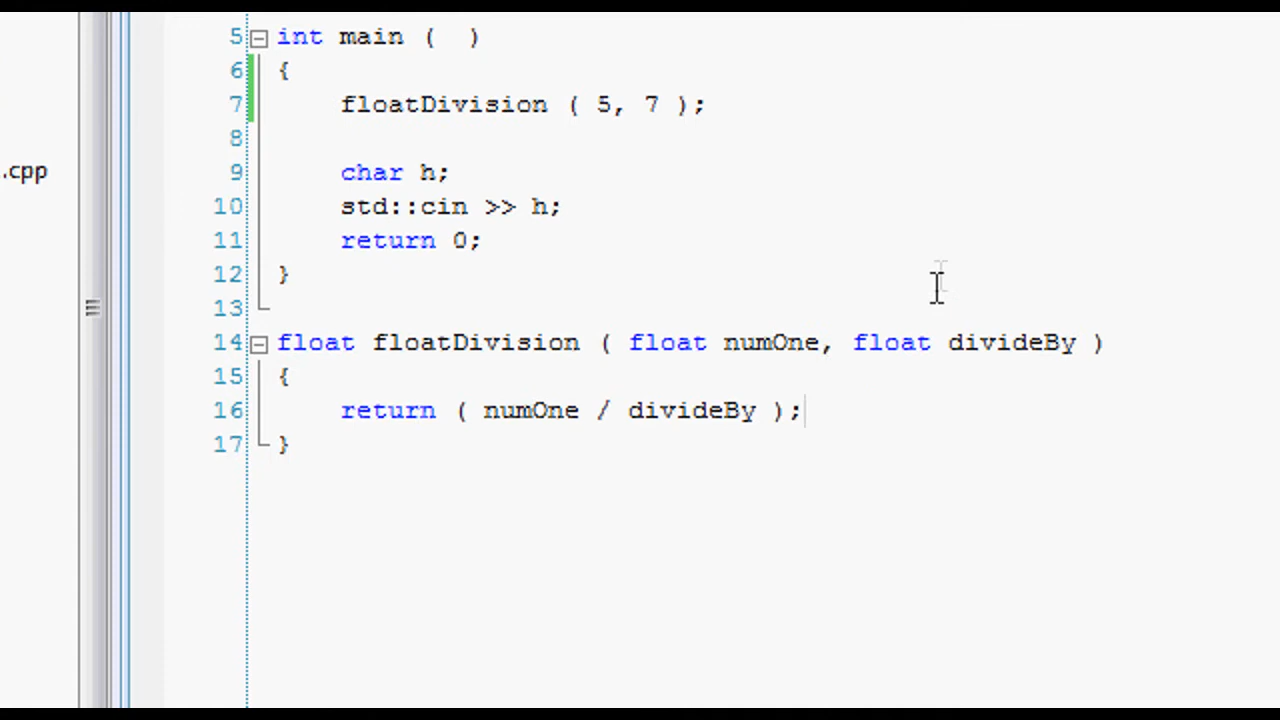 5 int main (  )
6 {
7     floatDivision ( 5, 7 );
8
9     char h;
.cpp
10     std::cin >> h;
11     return 0;
12 }
13
14 float floatDivision ( float numOne, float divideBy )
15 {
16     return ( numOne / divideBy );
17 }